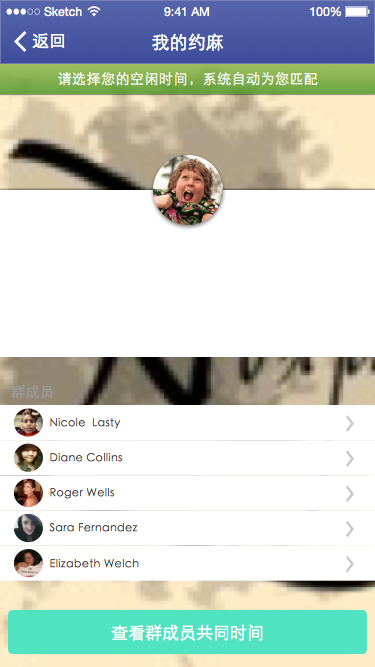 Sketch 9:41 AM 100%
返回 我的约麻
请选择您的空闲时间，系统自动为您匹配
群成员
Nicole Lasty
Diane Collins
Roger Wells
Sara Fernandez
Elizabeth Welch
查看群成员共同时间